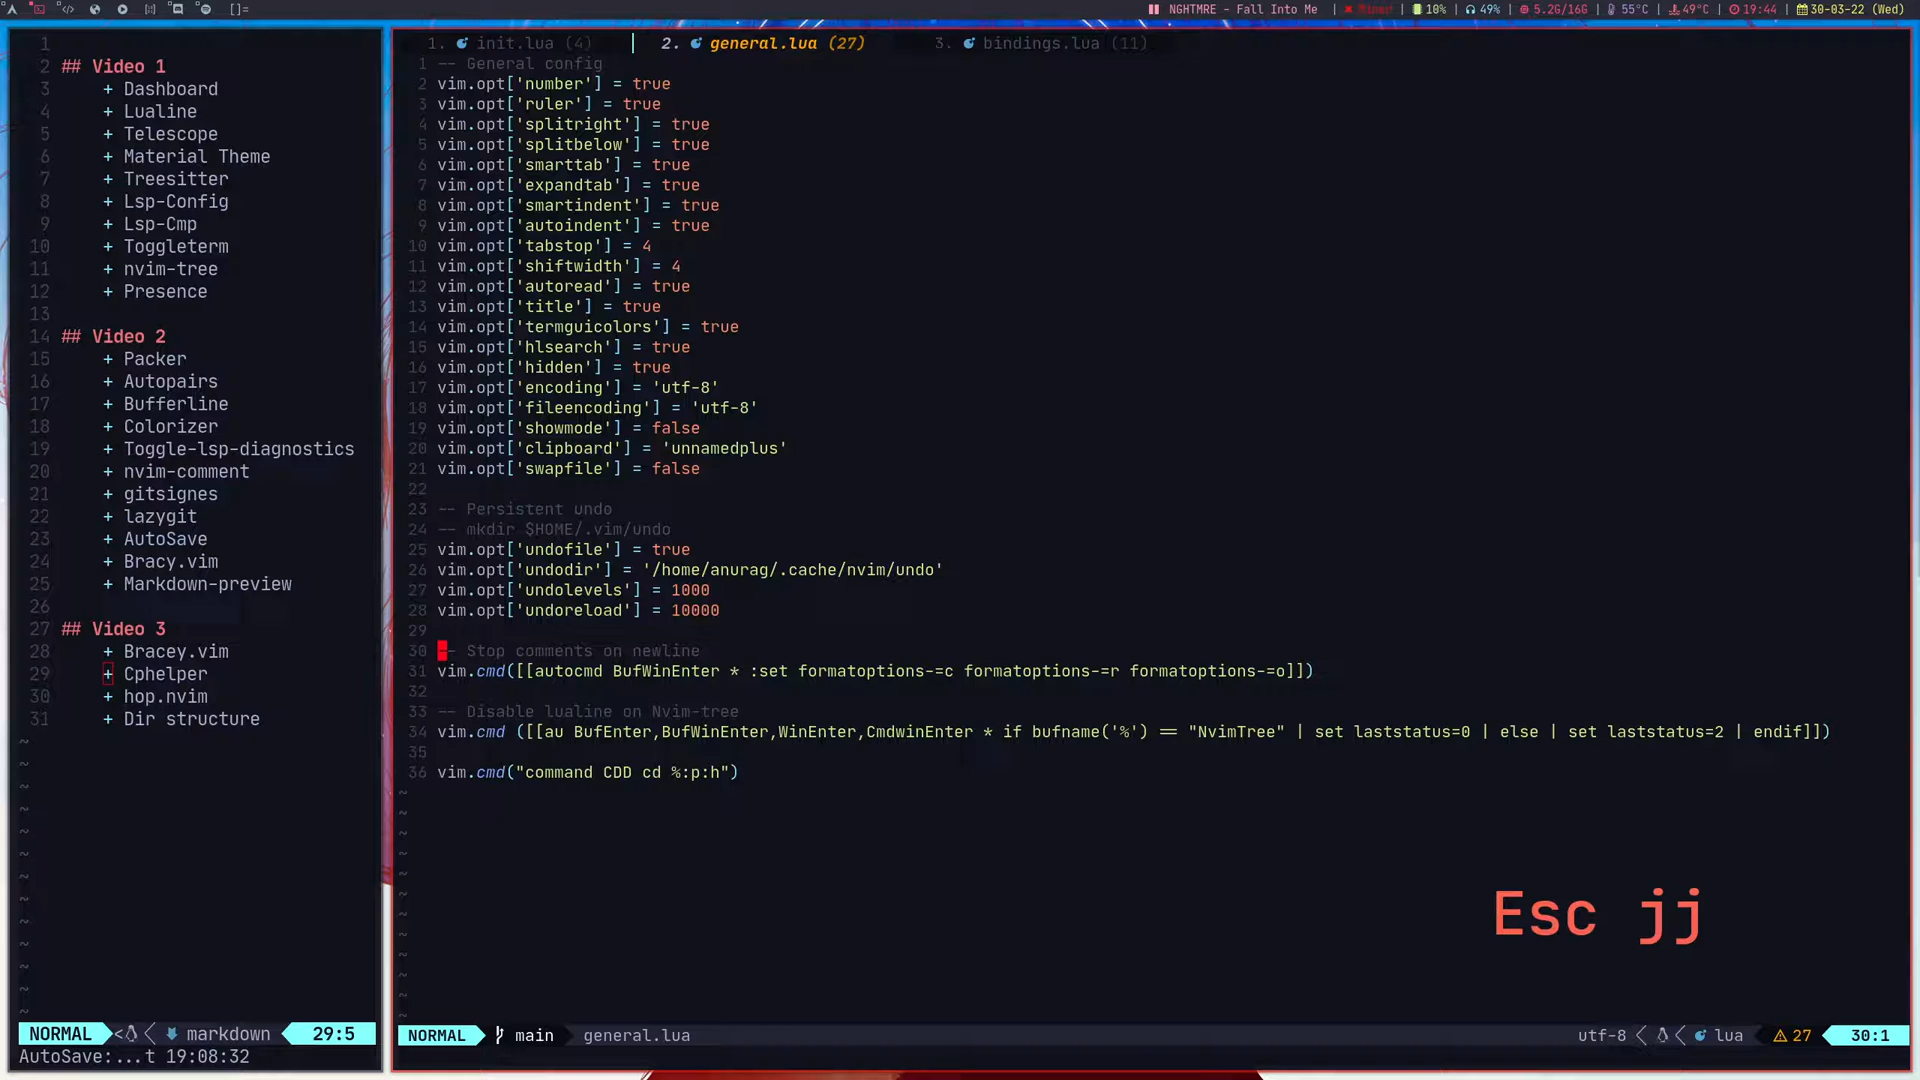 []= NGHTMRE - Fall Into Me | | 10% | 49% | 5.2G/16G | 55°C | 49°C | 19:44 | 30-03-22 (Wed)
1. init.lua (4) 2. general.lua (27) 3. bindings.lua (11)
1
2 ## Video 1
3 + Dashboard
4 + Lualine
5 + Telescope
6 + Material Theme
7 + Treesitter
8 + Lsp-Config
9 + Lsp-Cmp
10 + Toggleterm
11 + nvim-tree
12 + Presence
13
14 ## Video 2
15 + Packer
16 + Autopairs
17 + Bufferline
18 + Colorizer
19 + Toggle-lsp-diagnostics
20 + nvim-comment
21 + gitsignes
22 + lazygit
23 + AutoSave
24 + Bracy.vim
25 + Markdown-preview
26
27 ## Video 3
28 + Bracey.vim
29 + Cphelper
30 + hop.nvim
31 + Dir structure
NORMAL < markdown 29:5
AutoSave:...t 19:08:32
1 -- General config
2 vim.opt['number'] = true
3 vim.opt['ruler'] = true
4 vim.opt['splitright'] = true
5 vim.opt['splitbelow'] = true
6 vim.opt['smarttab'] = true
7 vim.opt['expandtab'] = true
8 vim.opt['smartindent'] = true
9 vim.opt['autoindent'] = true
10 vim.opt['tabstop'] = 4
11 vim.opt['shiftwidth'] = 4
12 vim.opt['autoread'] = true
13 vim.opt['title'] = true
14 vim.opt['termguicolors'] = true
15 vim.opt['hlsearch'] = true
16 vim.opt['hidden'] = true
17 vim.opt['encoding'] = 'utf-8'
18 vim.opt['fileencoding'] = 'utf-8'
19 vim.opt['showmode'] = false
20 vim.opt['clipboard'] = 'unnamedplus'
21 vim.opt['swapfile'] = false
22
23 -- Persistent undo
24 -- mkdir $HOME/.vim/undo
25 vim.opt['undofile'] = true
26 vim.opt['undodir'] = '/home/anurag/.cache/nvim/undo'
27 vim.opt['undolevels'] = 1000
28 vim.opt['undoreload'] = 10000
29
30 -- Stop comments on newline
31 vim.cmd([[autocmd BufWinEnter * :set formatoptions-=c formatoptions-=r formatoptions-=o]])
32
33 -- Disable lualine on Nvim-tree
34 vim.cmd ([[au BufEnter,BufWinEnter,WinEnter,CmdwinEnter * if bufname('%') == "NvimTree" | set laststatus=0 | else | set laststatus=2 | endif]])
35
36 vim.cmd("command CDD cd %:p:h")
Esc jj
NORMAL main general.lua utf-8 lua 27 30:1